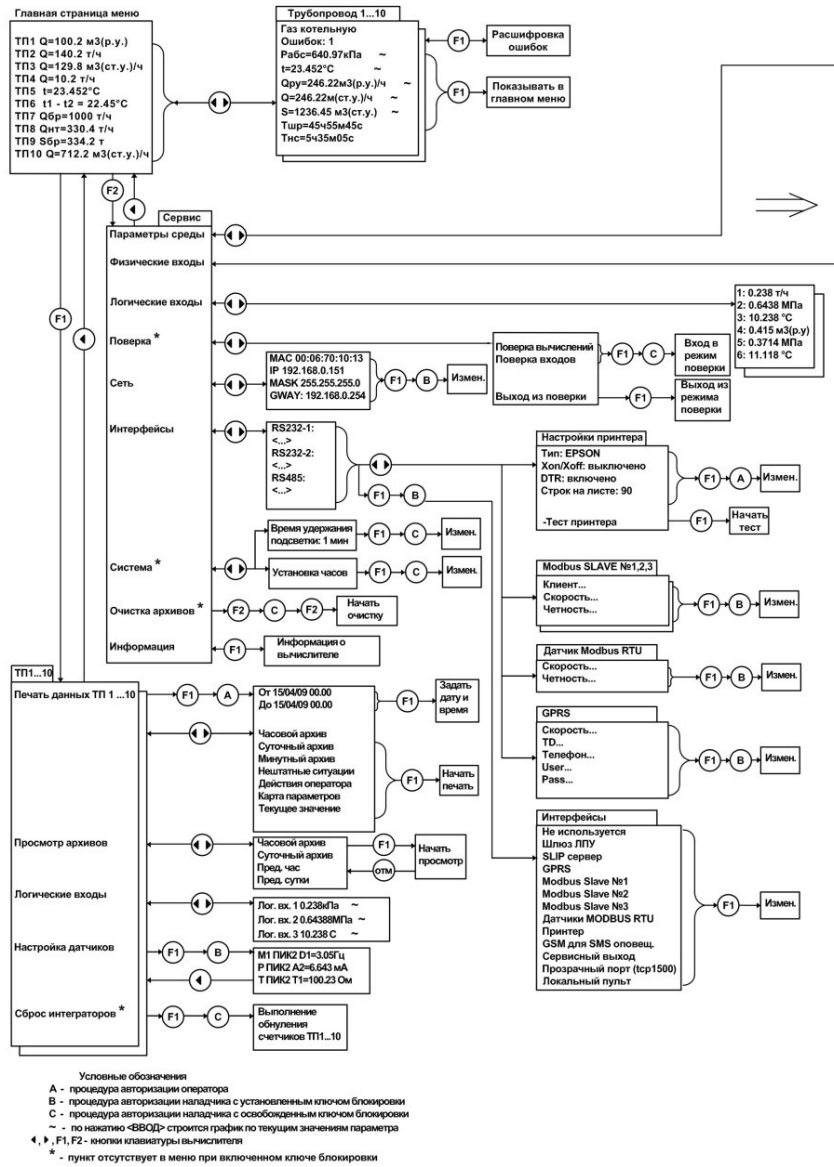 Главная страница меню
ТП1 Q=100.2 м3(р.у.)
ТП2 Q=140.2 т/ч
ТП3 Q=129.8 м3(ст.у.)/ч
ТП4 Q=10.2 т/ч
ТП5 t=23.452°C
ТП6 t1 - t2 = 22.45°C
ТП7 Qбр=1000 т/ч
ТП8 Qнт=330.4 т/ч
ТП9 Sбр=334.2 т
ТП10 Q=712.2 м3(ст.у.)/ч
Трубопровод 1...10
Газ котельную
Ошибок: 1
Рабс=640.97кПа ~
t=23.452°C ~
Qру=246.22м3(р.у.)/ч ~
Q=246.22м(ст.у.)/ч ~
S=1236.45 м3(ст.у.) ~
Тшр=45ч55м45с
Тнс=5ч35м05с
F1
Расшифровка
ошибок
F1
Показывать в
главном меню
F2
F1
Сервис
Параметры среды
Физические входы
Логические входы
1: 0.238 т/ч
2: 0.6438 МПа
3: 10.238 °C
4: 0.415 м3(р.у)
5: 0.3714 МПа
6: 11.118 °C
Поверка *
Поверка вычислений
Поверка входов
Выход из поверки
F1
C
Вход в
режим
поверки
F1
Выход из
режима
поверки
Сеть
MAC 00:06:70:10:13
IP 192.168.0.151
MASK 255.255.255.0
GWAY: 192.168.0.254
F1
B
Измен.
Интерфейсы
RS232-1:
<...>
RS232-2:
<...>
RS485:
<...>
F1
B
Настройки принтера
Тип: EPSON
Xon/Xoff: выключено
DTR: включено
Строк на листе: 90
-Тест принтера
F1
A
Измен.
F1
Начать
тест
Система *
Время удержания
подсветки: 1 мин
F1
C
Измен.
Установка часов
F1
C
Измен.
Modbus SLAVE №1,2,3
Клиент...
Скорость...
Четность...
F1
B
Измен.
Очистка архивов *
F2
C
F2
Начать
очистку
Информация
F1
Информация о
вычислителе
Датчик Modbus RTU
Скорость...
Четность...
F1
B
Измен.
GPRS
Скорость...
TD...
Телефон...
User...
Pass...
F1
B
Измен.
Интерфейсы
Не используется
Шлюз ЛПУ
SLIP сервер
GPRS
Modbus Slave №1
Modbus Slave №2
Modbus Slave №3
Датчики MODBUS RTU
Принтер
GSM для SMS оповещ.
Сервисный выход
Прозрачный порт (tcp1500)
Локальный пульт
F1
Измен.
ТП1...10
Печать данных ТП 1 ...10
F1
A
От 15/04/09 00.00
До 15/04/09 00.00
Часовой архив
Суточный архив
Минутный архив
Нештатные ситуации
Действия оператора
Карта параметров
Текущее значение
F1
Задать
дату и
время
F1
Начать
печать
Просмотр архивов
Часовой архив
Суточный архив
Пред. час
Пред. сутки
F1
отм
Начать
просмотр
Логические входы
Лог. вх. 1 0.238кПа ~
Лог. вх. 2 0.64388МПа ~
Лог. вх. 3 10.238 С ~
Настройка датчиков
F1
B
М1 ПИК2 D1=3.05Гц
Р ПИК2 А2=6.643 мА
Т ПИК2 Т1=100.23 Ом
Сброс интеграторов *
F1
C
Выполнение
обнуления
счетчиков ТП1...10
Условные обозначения
А - процедура авторизации оператора
В - процедура авторизации наладчика с установленным ключом блокировки
С - процедура авторизации наладчика с освобожденным ключом блокировки
~ - по нажатию <ВВОД> строится график по текущим значениям параметра
, , F1, F2 - кнопки клавиатуры вычислителя
* - пункт отсутствует в меню при включенном ключе блокировки